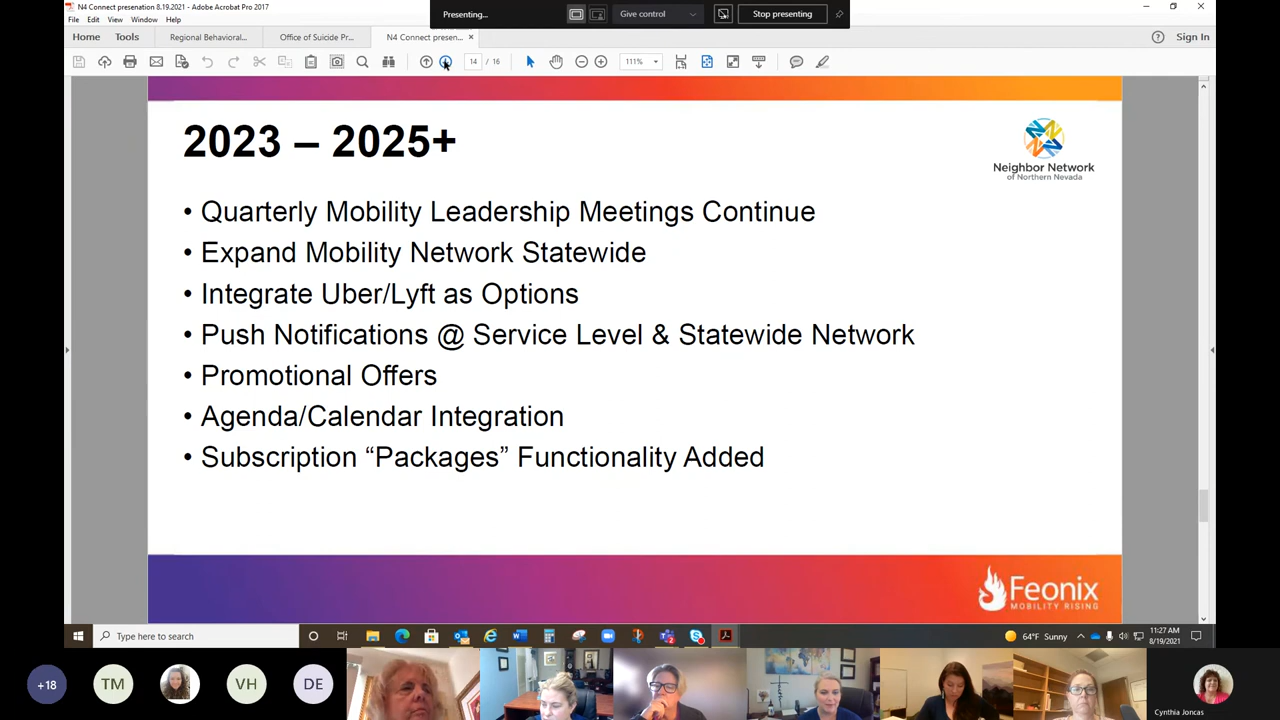 N4 Connect presenation 8.19.2021 - Adobe Acrobat Pro 2017
Presenting...
Give control
Stop presenting
File Edit View Window Help
Home Tools Regional Behavioral... Office of Suicide Pr... N4 Connect presen... × Sign In
14 / 16 111%
2023 – 2025+
Neighbor Network
of Northern Nevada
• Quarterly Mobility Leadership Meetings Continue
• Expand Mobility Network Statewide
• Integrate Uber/Lyft as Options
• Push Notifications @ Service Level & Statewide Network
• Promotional Offers
• Agenda/Calendar Integration
• Subscription “Packages” Functionality Added
Feonix
MOBILITY RISING
Type here to search
64°F Sunny
11:27 AM
8/19/2021
+18
TM
VH
DE
Cynthia Joncas